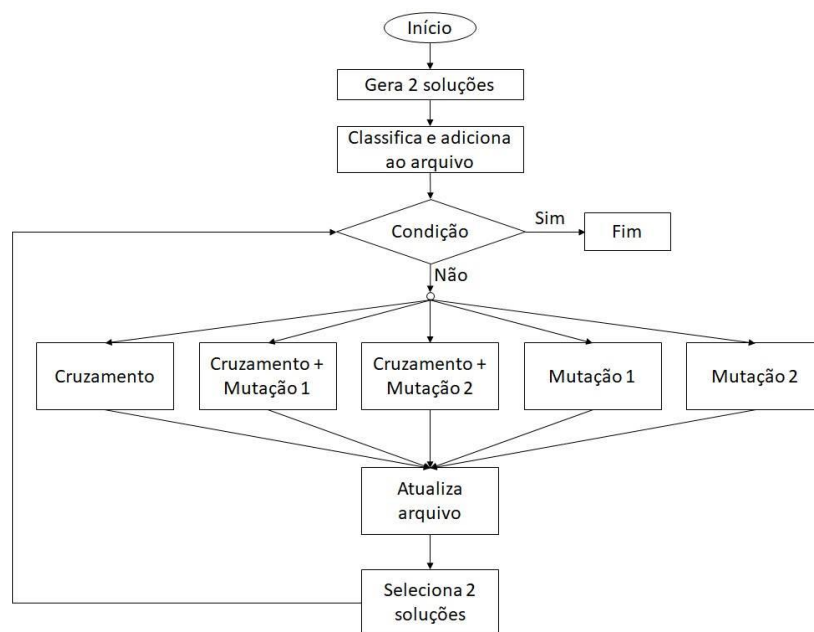 Início
Gera 2 soluções
Classifica e adiciona
ao arquivo
Condição
Sim
Fim
Não
Cruzamento
Cruzamento +
Mutação 1
Cruzamento +
Mutação 2
Mutação 1
Mutação 2
Atualiza
arquivo
Seleciona 2
soluções